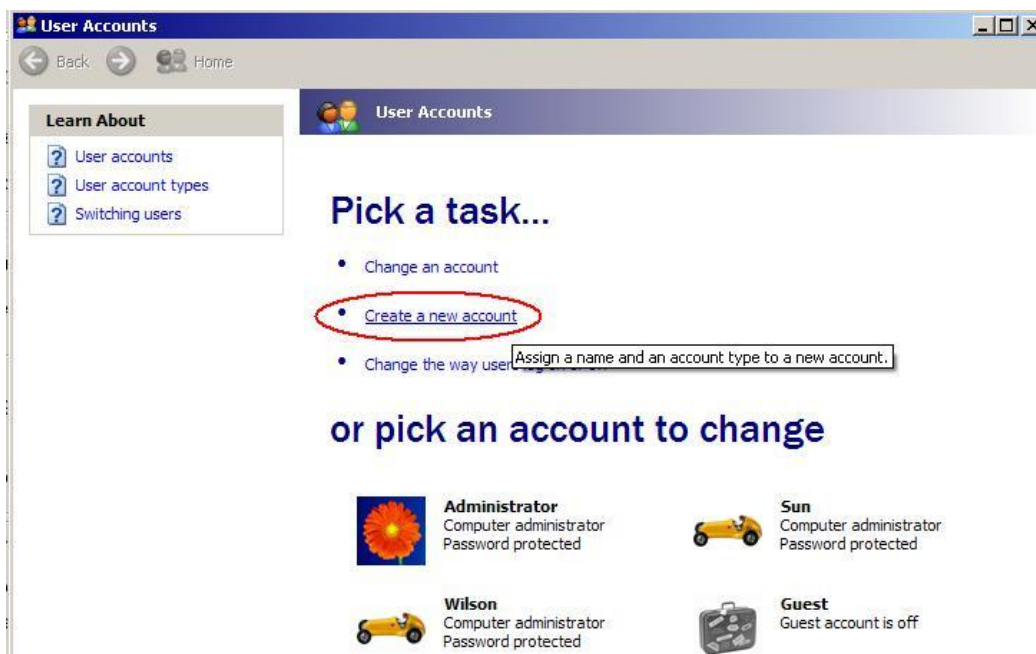 User Accounts
Back Home
Learn About
User accounts
User account types
Switching users
User Accounts
Pick a task...
Change an account
Create a new account
Assign a name and an account type to a new account.
Change the way users
or pick an account to change
Administrator
Computer administrator
Password protected
Sun
Computer administrator
Password protected
Wilson
Computer administrator
Password protected
Guest
Guest account is off